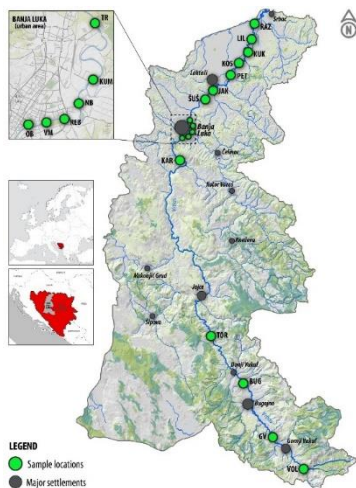 BANJA LUKA
(urban area)
TR
KUM
NB
REB
VM
OB
N
Srbac
RAZ
LIL
KUK
KOS
PET
Laktaši
JAK
ŠUŠ
Banja
Luka
KAR
Čelinac
Kotor Varoš
Kneževo
Mrkonjić Grad
Jajce
Šipovo
TOR
Donji Vakuf
BUG
Bugojno
GV
Gornji Vakuf
VOL
LEGEND
Sample locations
Major settlements